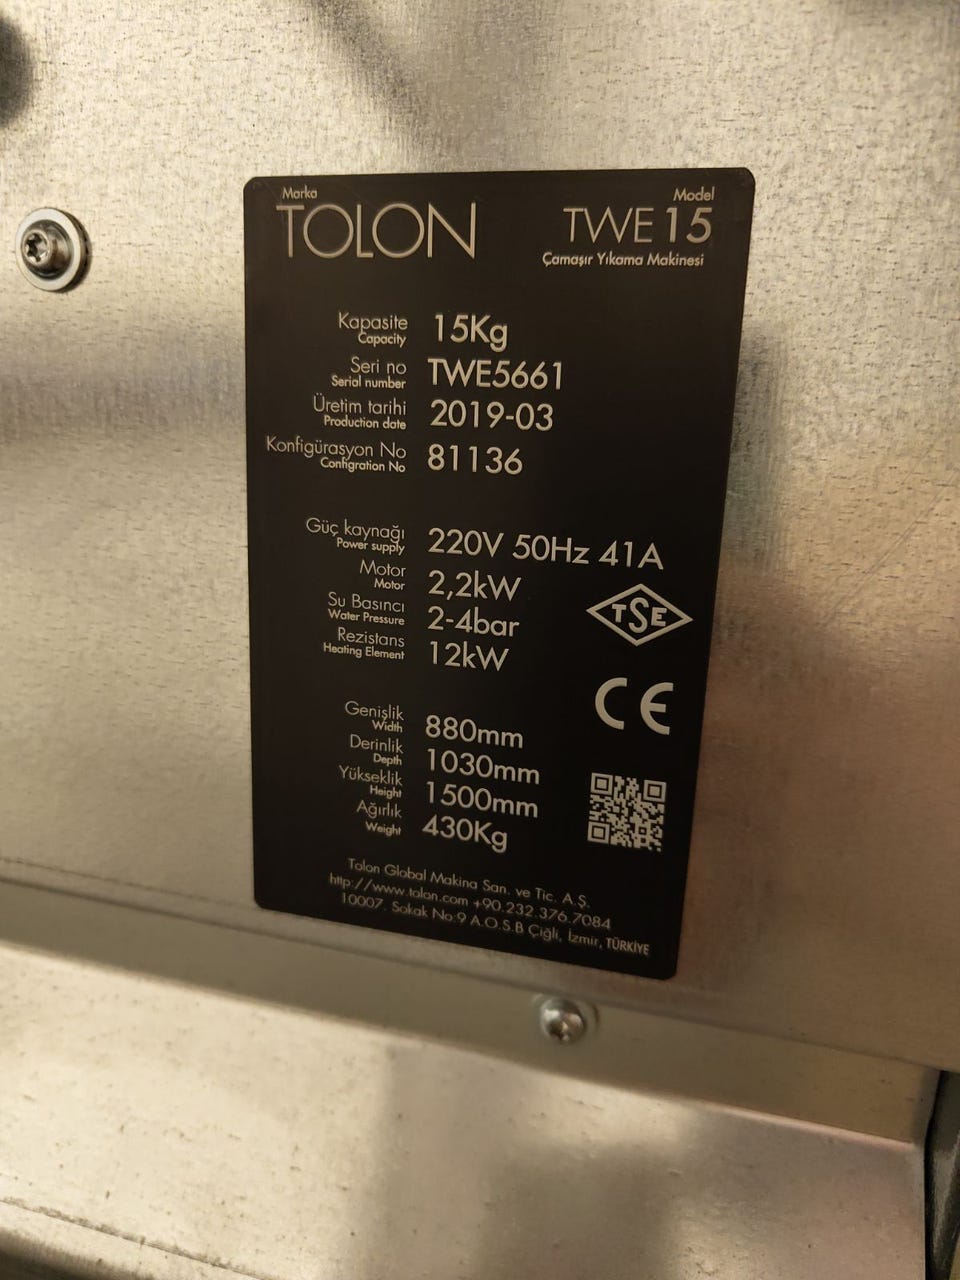 Marka
TOLON
Model
TWE 15
Çamaşır Yıkama Makinesi
Kapasite
Capacity
15Kg
Seri no
Serial number
TWE5661
Üretim tarihi
Production date
2019-03
Konfigürasyon No
Configration No
81136
Güç kaynağı
Power supply
220V 50Hz 41A
Motor
Motor
2,2kW
Su Basıncı
Water Pressure
2-4bar
Rezistans
Heating Element
12kW
TSE
CE
Genişlik
Width
880mm
Derinlik
Depth
1030mm
Yükseklik
Height
1500mm
Ağırlık
Weight
430Kg
Tolon Global Makina San. ve Tic. A.Ş.
http://www.tolon.com +90.232.376.7084
10007. Sokak No:9 A.O.S.B Çiğli, İzmir, TÜRKİYE